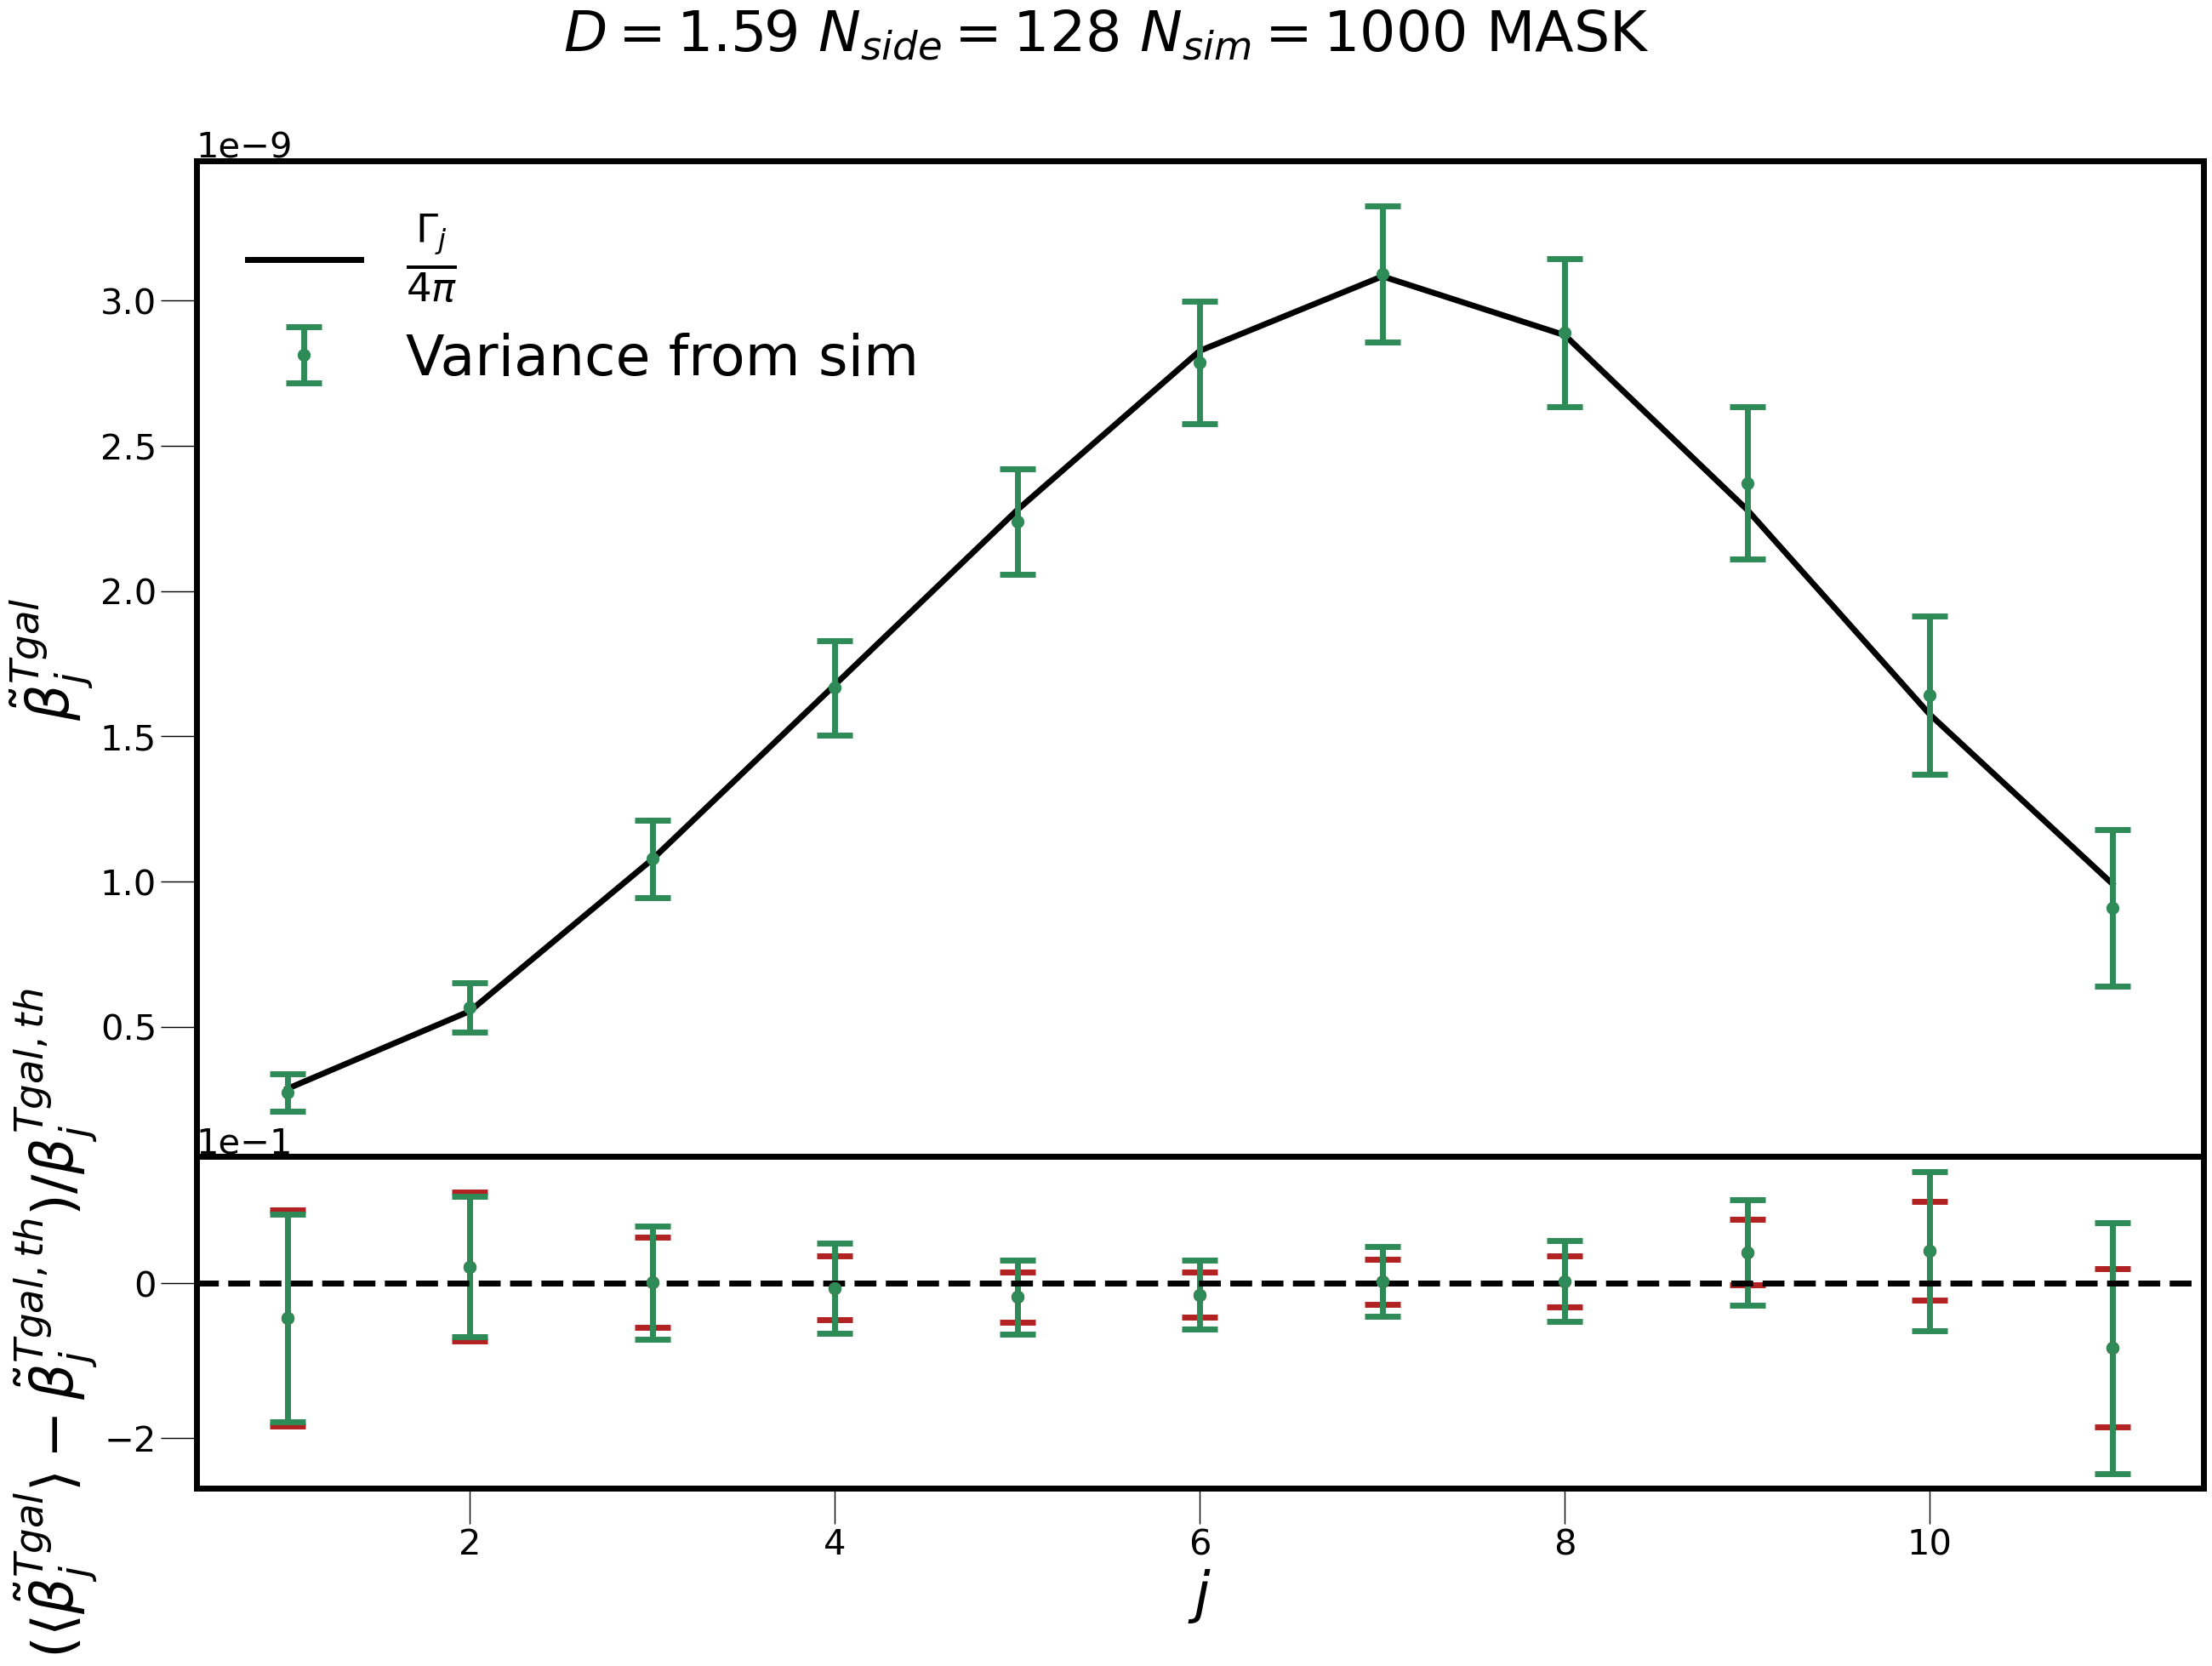 D = 1.59 N_side = 128 N_sim = 1000 MASK
1e−9
Γ_j
4π
Variance from sim
3.0
2.5
2.0
1.5
1.0
0.5
β̃_j^{Tgal}
1e−1
0
−2
(⟨β̃_j^{Tgal}⟩ − β̃_j^{Tgal, th})/β̃_j^{Tgal, th}
2 4 6 8 10
j